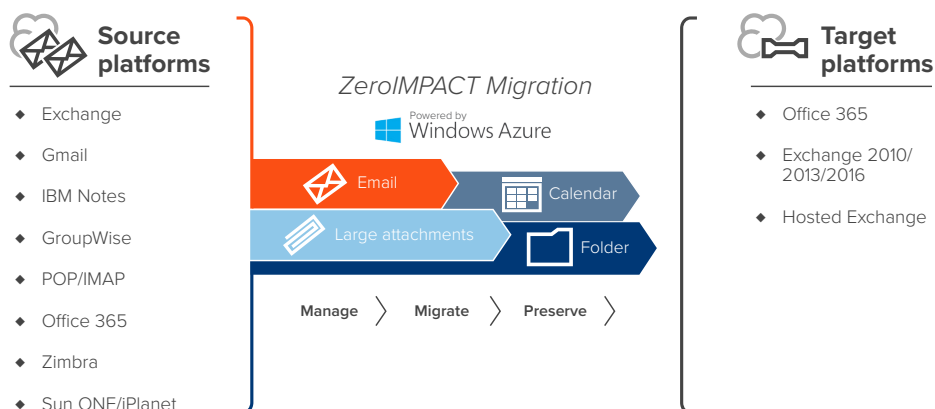 Source
platforms
Exchange
Gmail
IBM Notes
GroupWise
POP/IMAP
Office 365
Zimbra
Sun ONE/iPlanet
ZeroIMPACT Migration
Powered by
Windows Azure
Email
Calendar
Large attachments
Folder
Manage
Migrate
Preserve
Target
platforms
Office 365
Exchange 2010/
2013/2016
Hosted Exchange